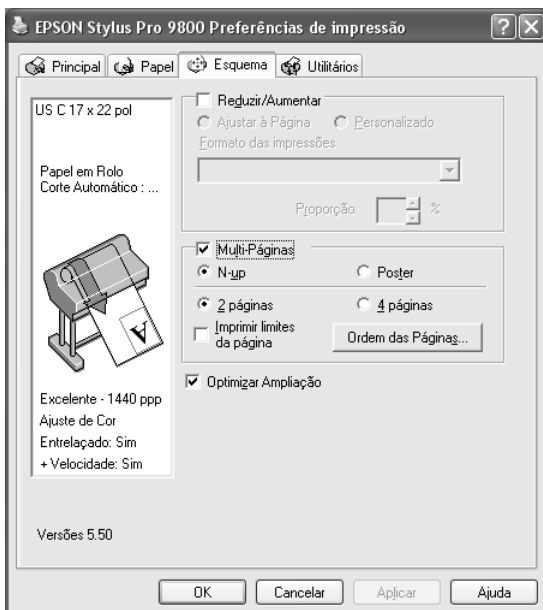 EPSON Stylus Pro 9800 Preferências de impressão
Principal
Papel
Esquema
Utilitários
US C 17 x 22 pol
Papel em Rolo
Corte Automático : ...
A
Excelente - 1440 ppp
Ajuste de Cor
Entrelaçado: Sim
+ Velocidade: Sim
Versões 5.50
Reduzir/Aumentar
Ajustar à Página
Personalizado
Formato das impressões
Proporção
%
Multi-Páginas
N-up
Poster
2 páginas
4 páginas
Imprimir limites
da página
Ordem das Páginas...
Optimizar Ampliação
OK
Cancelar
Aplicar
Ajuda